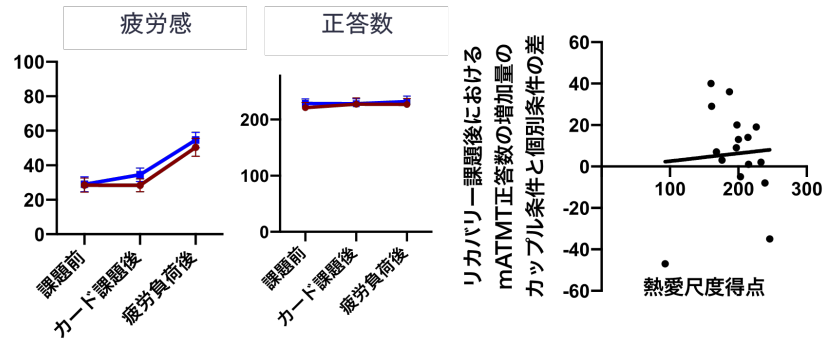 疲労感
100
80
60
40
20
0
課題前
カード課題後
疲労負荷後
正答数
200
100
0
課題前
カード課題後
疲労負荷後
リカバリー課題後における
mATMT正答数の増加量の
カップル条件と個別条件の差
60
40
20
0
-20
-40
-60
100
200
300
熱愛尺度得点